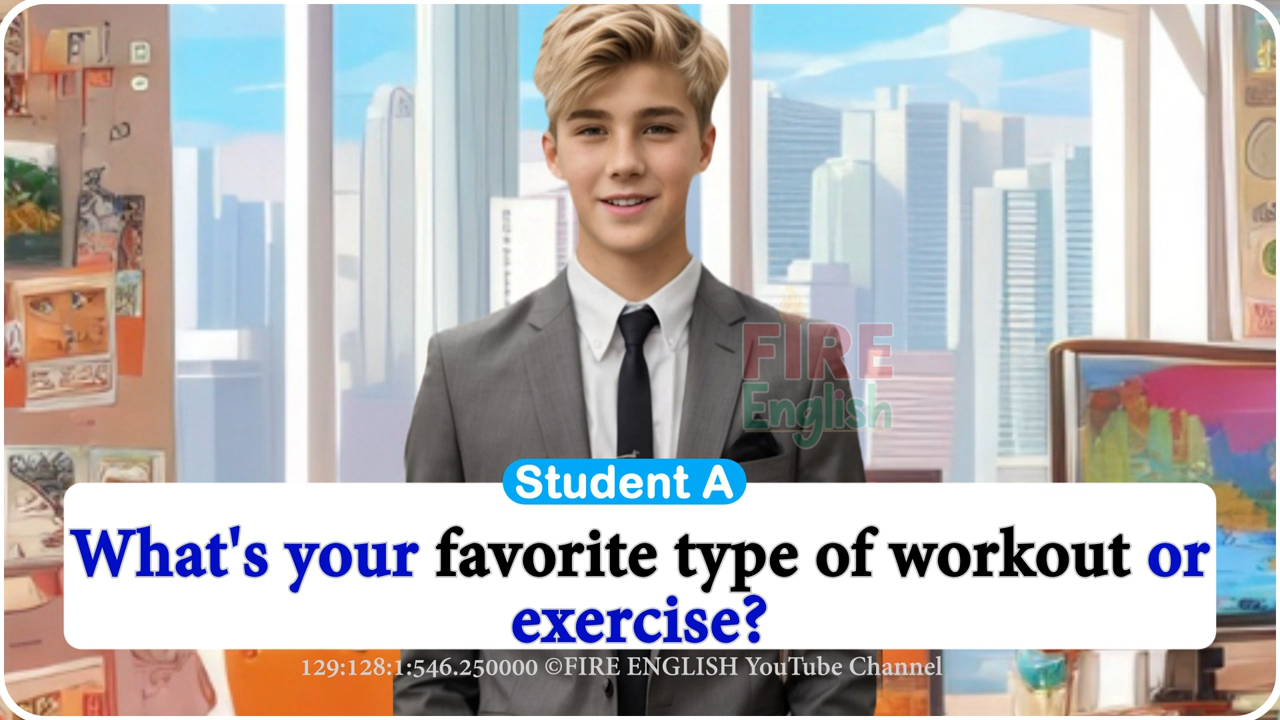 FIRE
English
Student A
What's your favorite type of workout or
exercise?
129:128:1:546.250000 ©FIRE ENGLISH YouTube Channel